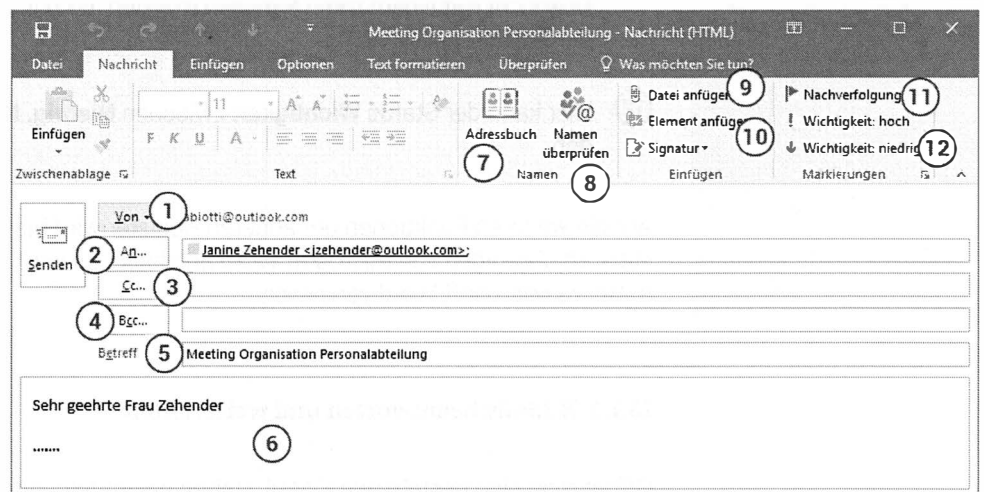 Meeting Organisation Personalabteilung - Nachricht (HTML)
Datei Nachricht Einfügen Optionen Text formatieren Überprüfen Was möchten Sie tun?
11 A A
Datei anfügen 9 Nachverfolgung 11
Element anfügen Wichtigkeit: hoch
Einfügen F K U A Adressbuch Namen 10
7 überprüfen Signatur Wichtigkeit: niedrig 12
Zwischenablage Text Namen 8 Einfügen Markierungen
Von 1 abiotti@outlook.com
Senden 2 An... Janine Zehender <jzehender@outlook.com>;
Cc... 3
4 Bcc...
Betreff 5 Meeting Organisation Personalabteilung
Sehr geehrte Frau Zehender
....... 6